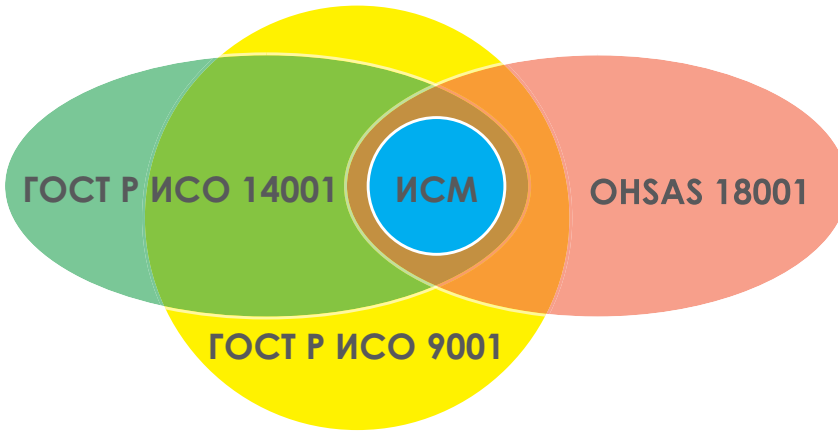 ГОСТ Р ИСО 14001
ИСМ
OHSAS 18001
ГОСТ Р ИСО 9001